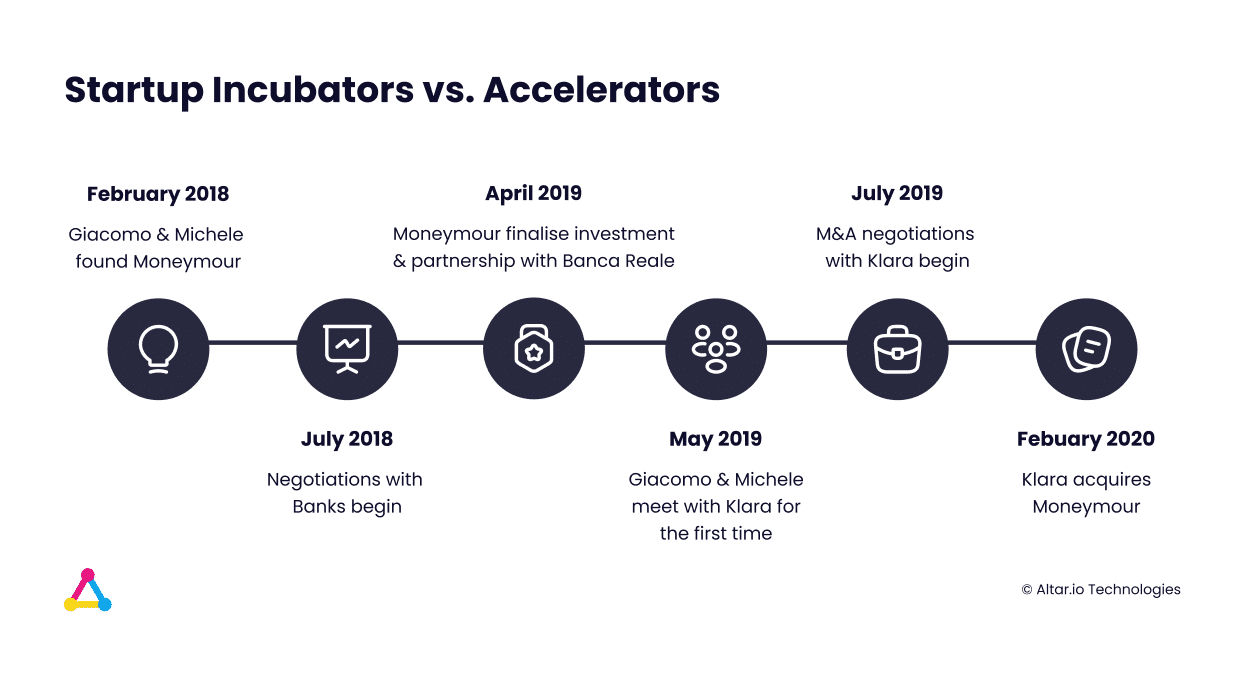 Startup Incubators vs. Accelerators
February 2018
Giacomo & Michele
found Moneymour
July 2018
Negotiations with
Banks begin
April 2019
Moneymour finalise investment
& partnership with Banca Reale
May 2019
Giacomo & Michele
meet with Klara for
the first time
July 2019
M&A negotiations
with Klara begin
Febuary 2020
Klara acquires
Moneymour
© Altar.io Technologies